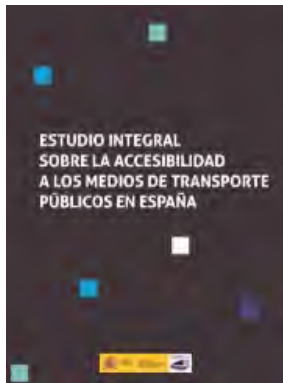 ESTUDIO INTEGRAL
SOBRE LA ACCESIBILIDAD
A LOS MEDIOS DE TRANSPORTE
PÚBLICOS EN ESPAÑA